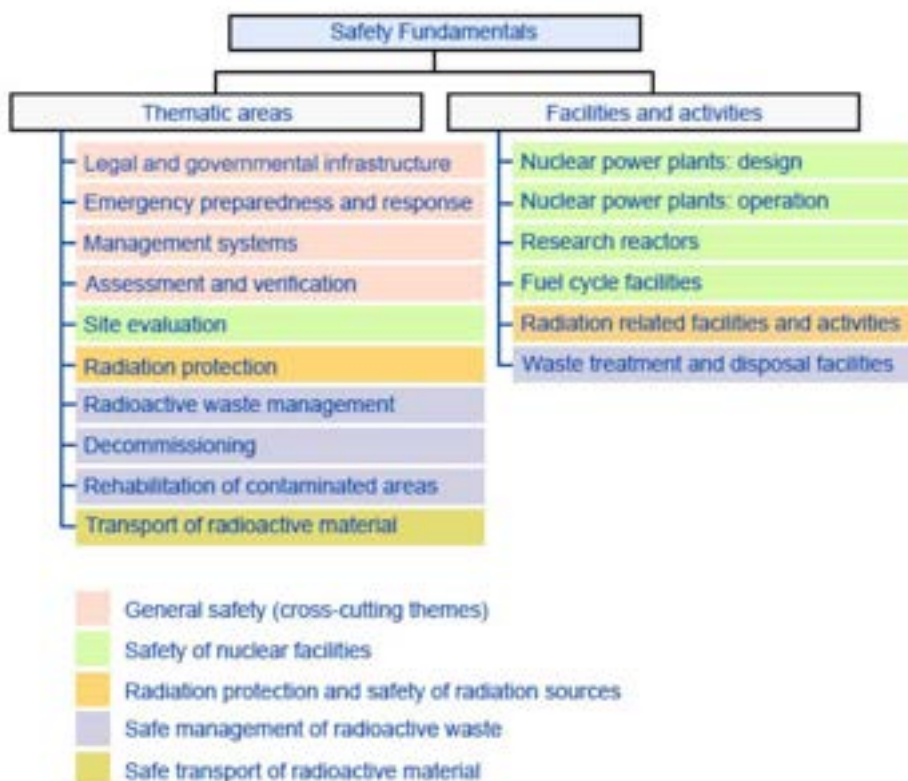 Safety Fundamentals
Thematic areas
Legal and governmental infrastructure
Emergency preparedness and response
Management systems
Assessment and verification
Site evaluation
Radiation protection
Radioactive waste management
Decommissioning
Rehabilitation of contaminated areas
Transport of radioactive material
Facilities and activities
Nuclear power plants: design
Nuclear power plants: operation
Research reactors
Fuel cycle facilities
Radiation related facilities and activities
Waste treatment and disposal facilities
General safety (cross-cutting themes)
Safety of nuclear facilities
Radiation protection and safety of radiation sources
Safe management of radioactive waste
Safe transport of radioactive material